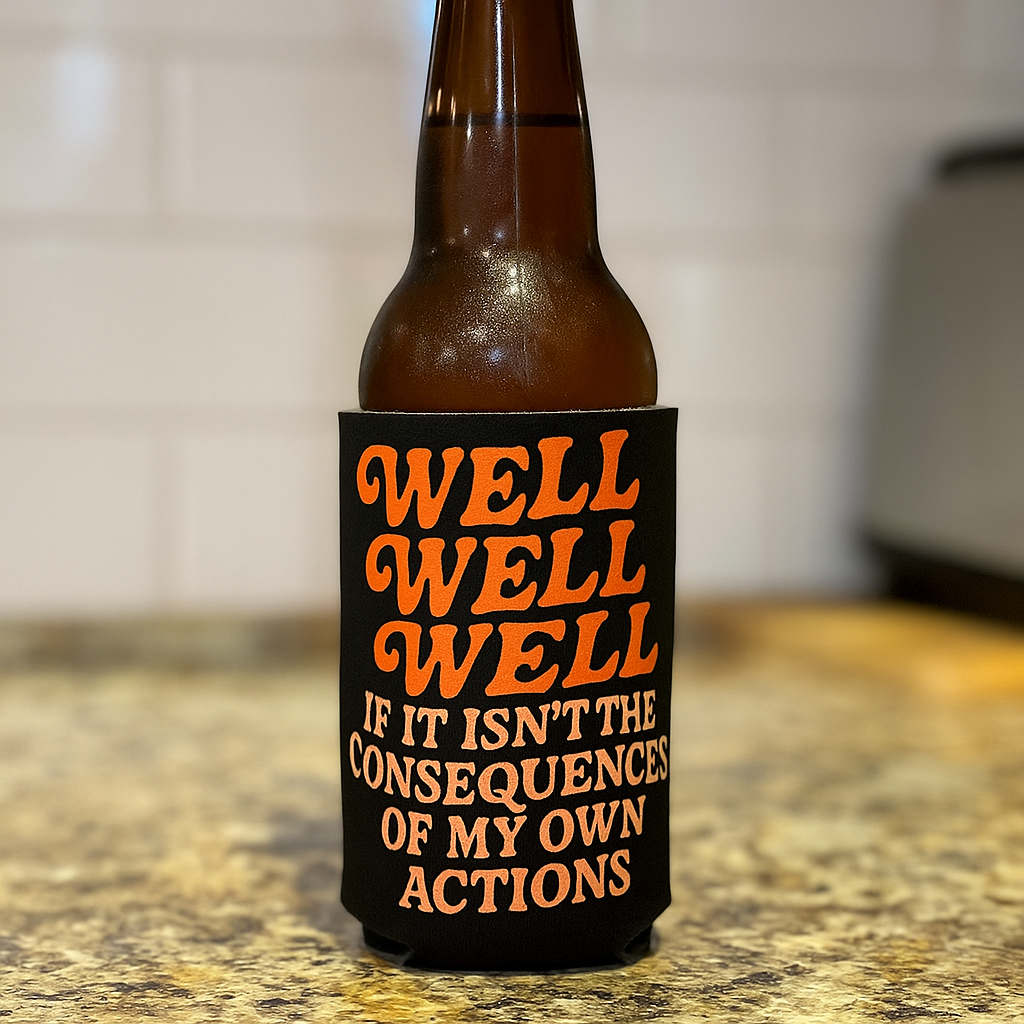 WELL
WELL
WELL
IF IT ISN'T THE
CONSEQUENCES
OF MY OWN
ACTIONS